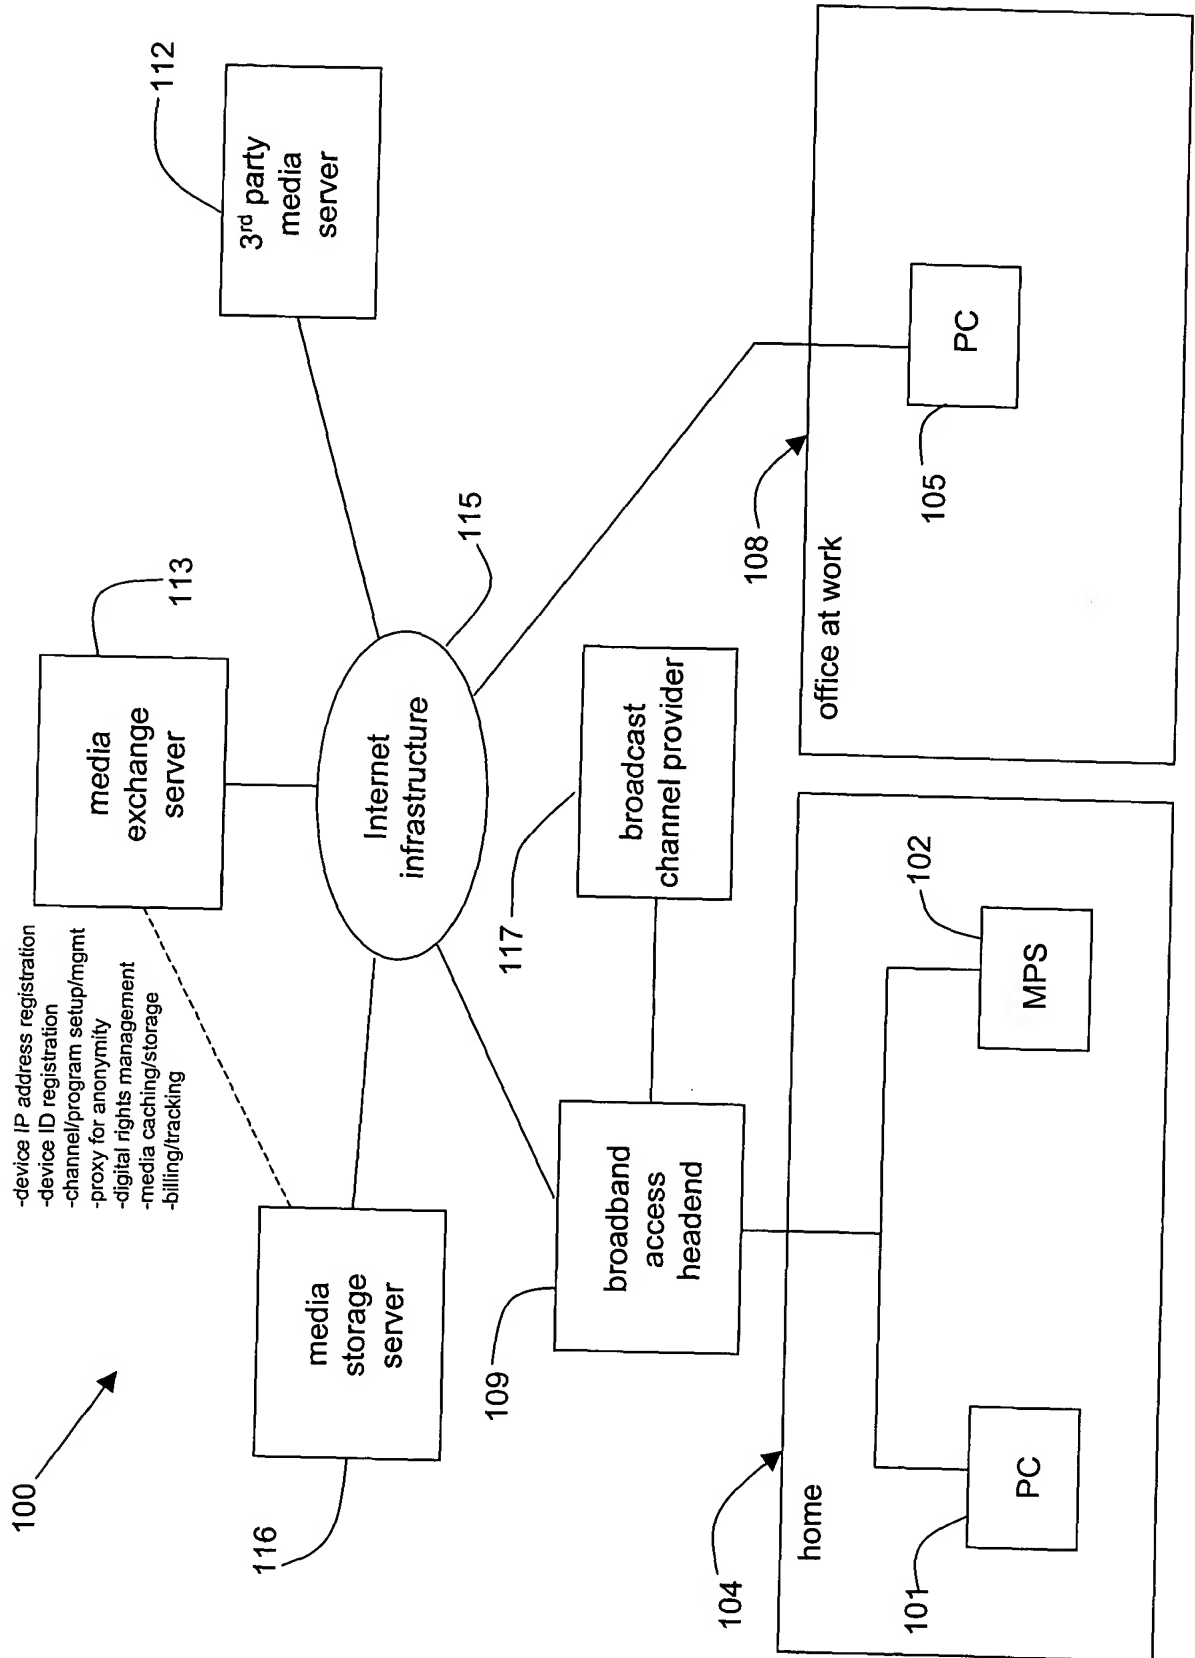 100
-device IP address registration
-device ID registration
-channel/program setup/mgmt
-proxy for anonymity
-digital rights management
-media caching/storage
-billing/tracking
media
exchange
server
113
3rd party
media
server
112
116
media
storage
server
Internet
infrastructure
115
109
broadband
access
headend
117
broadcast
channel provider
104
home
101
PC
MPS
102
108
office at work
105
PC